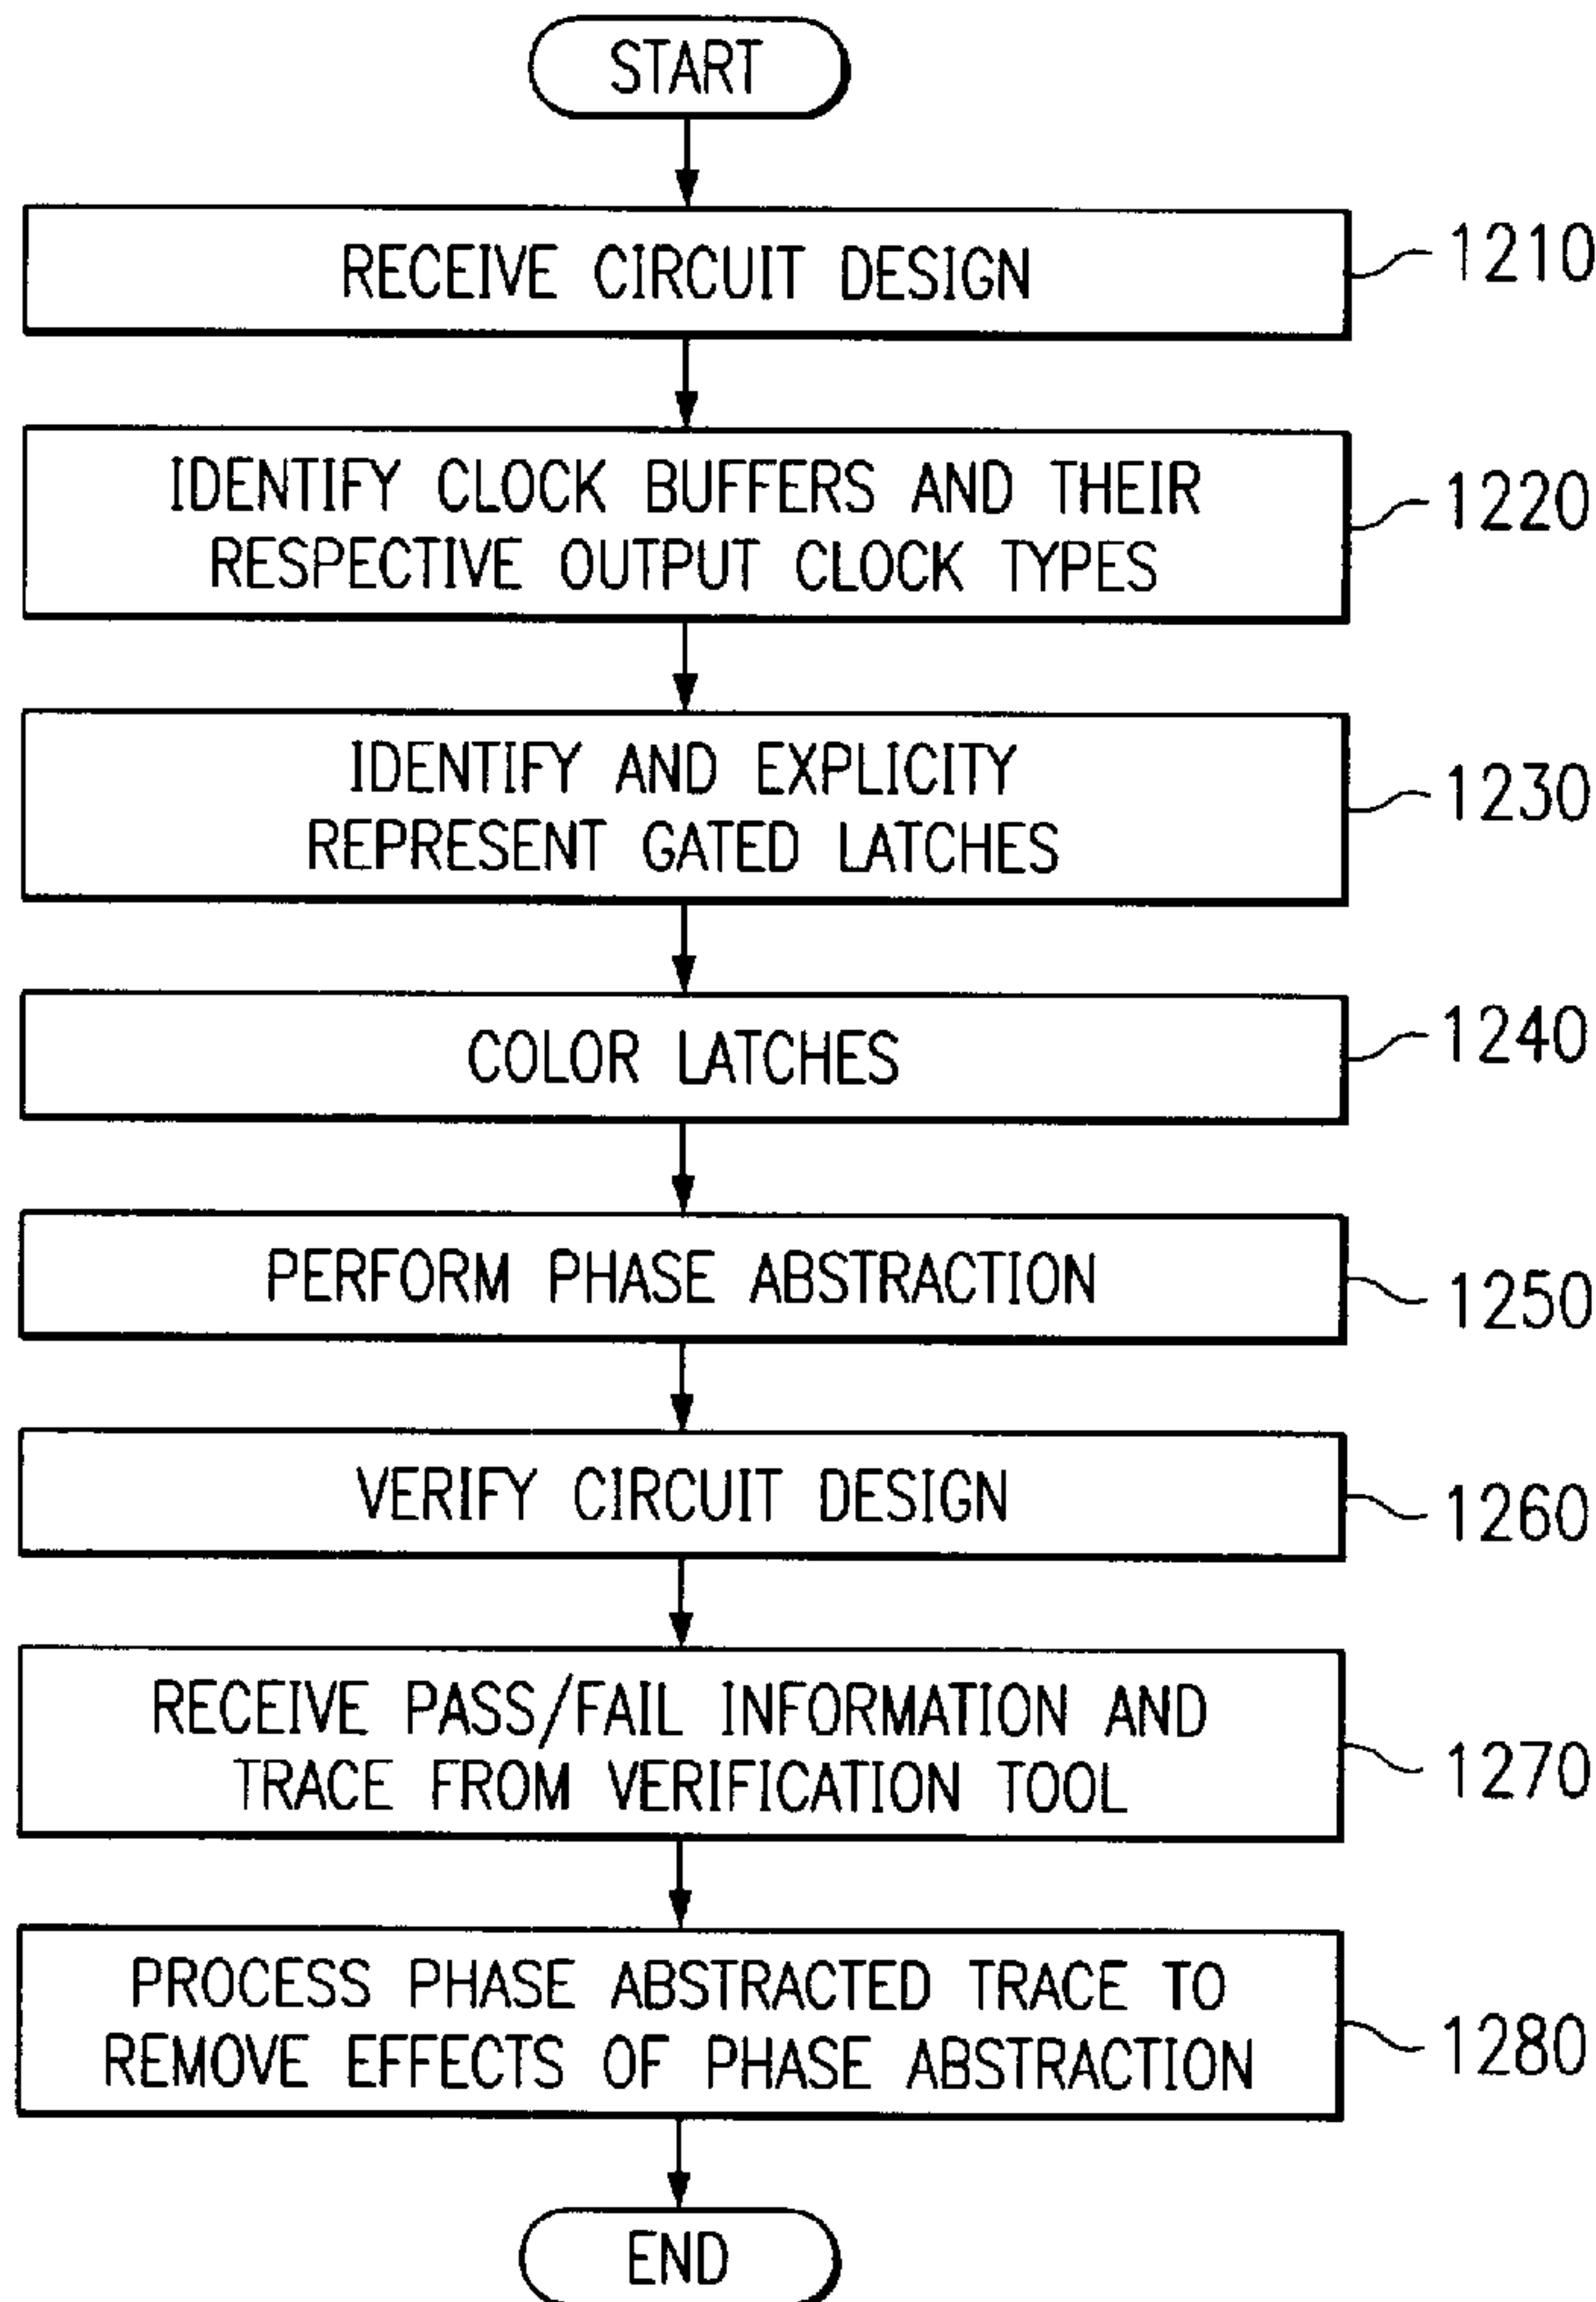 START
RECEIVE CIRCUIT DESIGN
1210
IDENTIFY CLOCK BUFFERS AND THEIR
RESPECTIVE OUTPUT CLOCK TYPES
1220
IDENTIFY AND EXPLICITY
REPRESENT GATED LATCHES
1230
COLOR LATCHES
1240
PERFORM PHASE ABSTRACTION
1250
VERIFY CIRCUIT DESIGN
1260
RECEIVE PASS/FAIL INFORMATION AND
TRACE FROM VERIFICATION TOOL
1270
PROCESS PHASE ABSTRACTED TRACE TO
REMOVE EFFECTS OF PHASE ABSTRACTION
1280
END